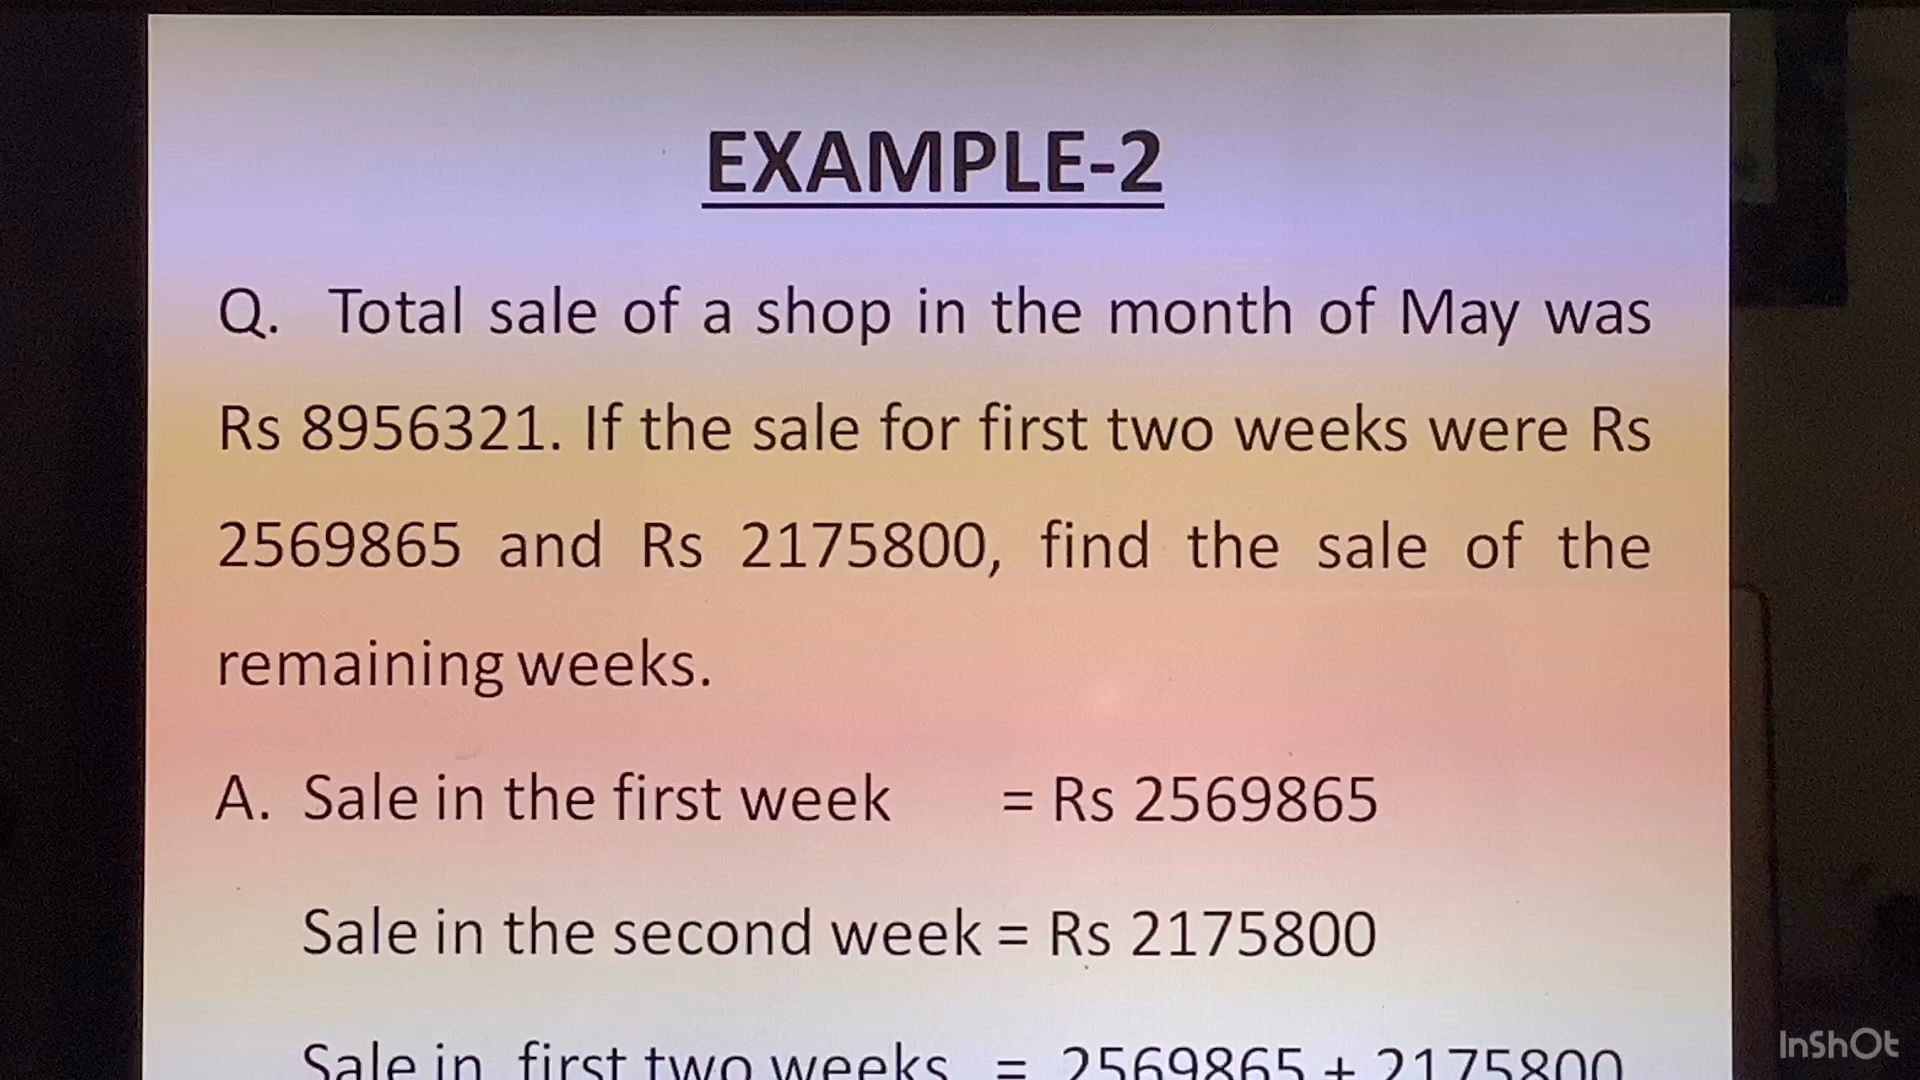 EXAMPLE-2
Q. Total sale of a shop in the month of May was
Rs 8956321. If the sale for first two weeks were Rs
2569865 and Rs 2175800, find the sale of the
remaining weeks.
A. Sale in the first week = Rs 2569865
Sale in the second week = Rs 2175800
Sale in first two weeks = 2569865 + 2175800
InShOt